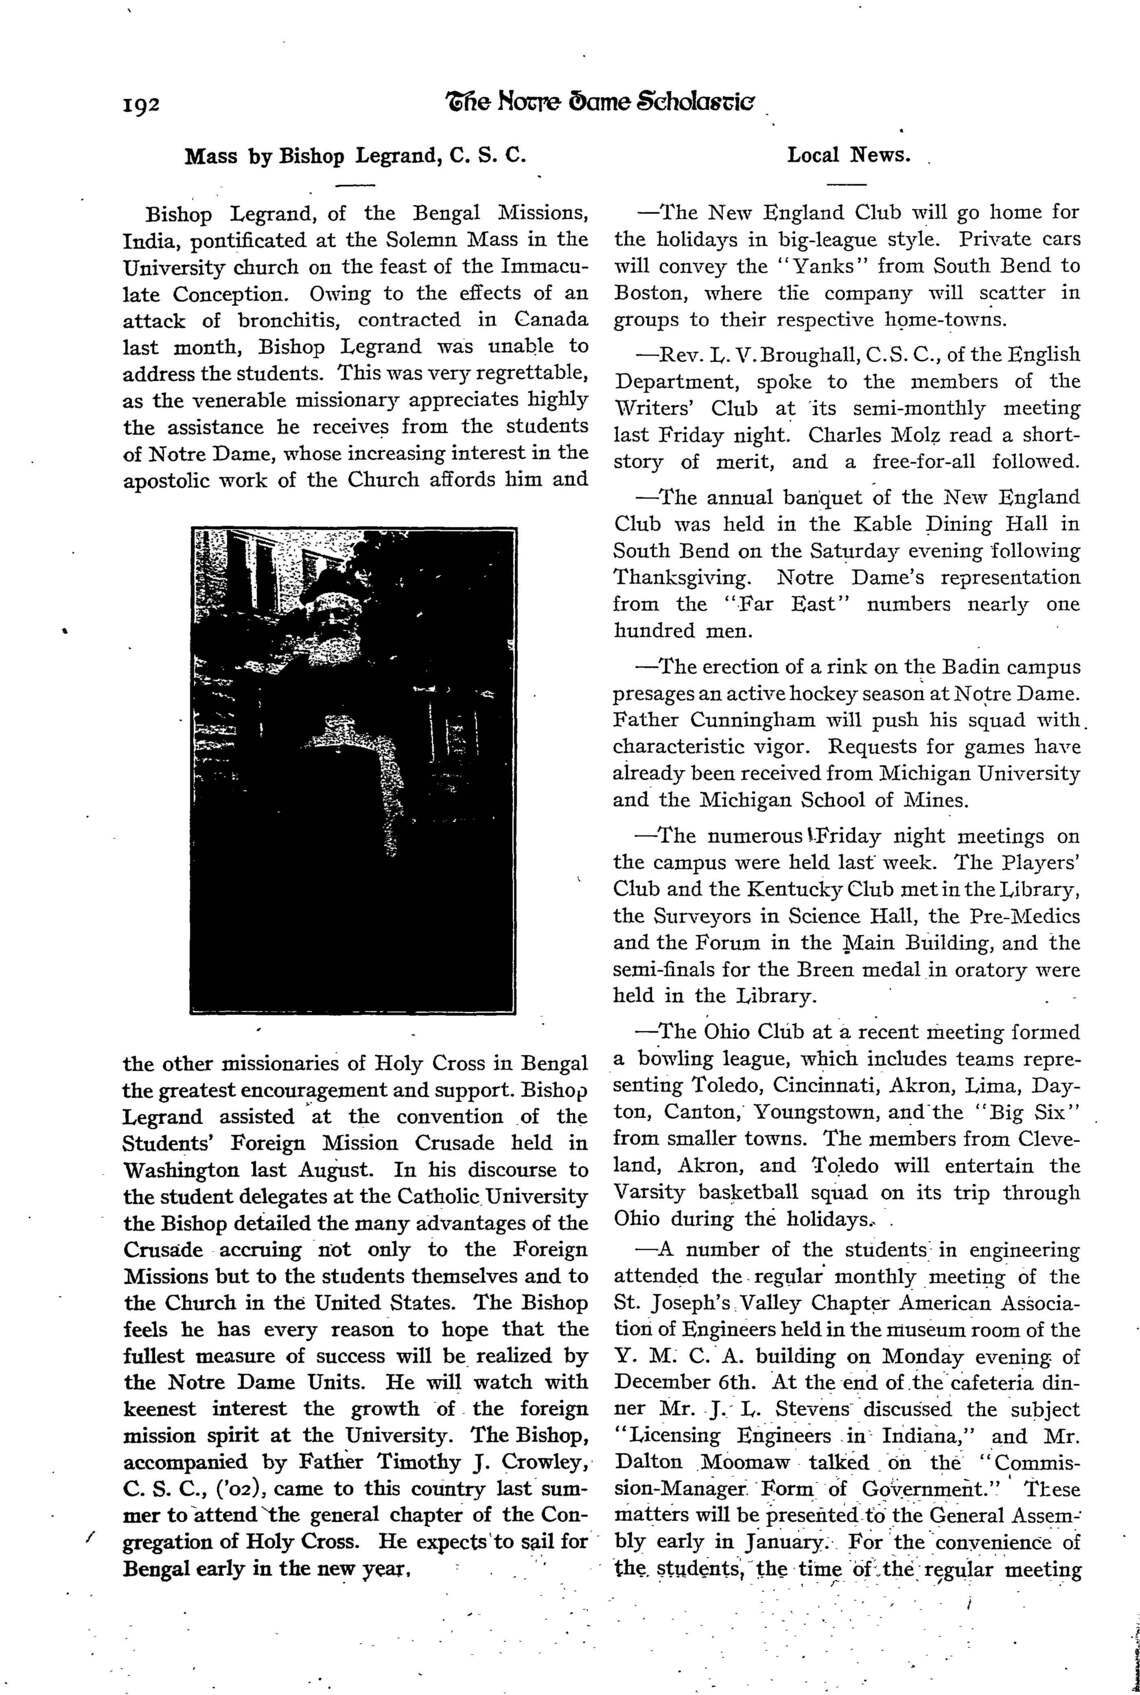 192
The Notre Dame Scholastic
Mass by Bishop Legrand, C. S. C.
Bishop Legrand, of the Bengal Missions,
India, pontificated at the Solemn Mass in the
University church on the feast of the Immacu-
late Conception. Owing to the effects of an
attack of bronchitis, contracted in Canada
last month, Bishop Legrand was unable to
address the students. This was very regrettable,
as the venerable missionary appreciates highly
the assistance he receives from the students
of Notre Dame, whose increasing interest in the
apostolic work of the Church affords him and
the other missionaries of Holy Cross in Bengal
the greatest encouragement and support. Bishop
Legrand assisted at the convention of the
Students' Foreign Mission Crusade held in
Washington last August. In his discourse to
the student delegates at the Catholic University
the Bishop detailed the many advantages of the
Crusade accruing not only to the Foreign
Missions but to the students themselves and to
the Church in the United States. The Bishop
feels he has every reason to hope that the
fullest measure of success will be realized by
the Notre Dame Units. He will watch with
keenest interest the growth of the foreign
mission spirit at the University. The Bishop,
accompanied by Father Timothy J. Crowley,
C. S. C., ('02), came to this country last sum-
mer to attend the general chapter of the Con-
gregation of Holy Cross. He expects to sail for
Bengal early in the new year.
Local News.
—The New England Club will go home for
the holidays in big-league style. Private cars
will convey the "Yanks" from South Bend to
Boston, where the company will scatter in
groups to their respective home-towns.
—Rev. L. V. Broughall, C. S. C., of the English
Department, spoke to the members of the
Writers' Club at its semi-monthly meeting
last Friday night. Charles Molz read a short-
story of merit, and a free-for-all followed.
—The annual banquet of the New England
Club was held in the Kable Dining Hall in
South Bend on the Saturday evening following
Thanksgiving. Notre Dame's representation
from the "Far East" numbers nearly one
hundred men.
—The erection of a rink on the Badin campus
presages an active hockey season at Notre Dame.
Father Cunningham will push his squad with
characteristic vigor. Requests for games have
already been received from Michigan University
and the Michigan School of Mines.
—The numerous Friday night meetings on
the campus were held last week. The Players'
Club and the Kentucky Club met in the Library,
the Surveyors in Science Hall, the Pre-Medics
and the Forum in the Main Building, and the
semi-finals for the Breen medal in oratory were
held in the Library.
—The Ohio Club at a recent meeting formed
a bowling league, which includes teams repre-
senting Toledo, Cincinnati, Akron, Lima, Day-
ton, Canton, Youngstown, and the "Big Six"
from smaller towns. The members from Cleve-
land, Akron, and Toledo will entertain the
Varsity basketball squad on its trip through
Ohio during the holidays.
—A number of the students in engineering
attended the regular monthly meeting of the
St. Joseph's Valley Chapter American Associa-
tion of Engineers held in the museum room of the
Y. M. C. A. building on Monday evening of
December 6th. At the end of the cafeteria din-
ner Mr. J. L. Stevens discussed the subject
"Licensing Engineers in Indiana," and Mr.
Dalton Moomaw talked on the "Commis-
sion-Manager Form of Government." These
matters will be presented to the General Assem-
bly early in January. For the convenience of
the students, the time of the regular meeting